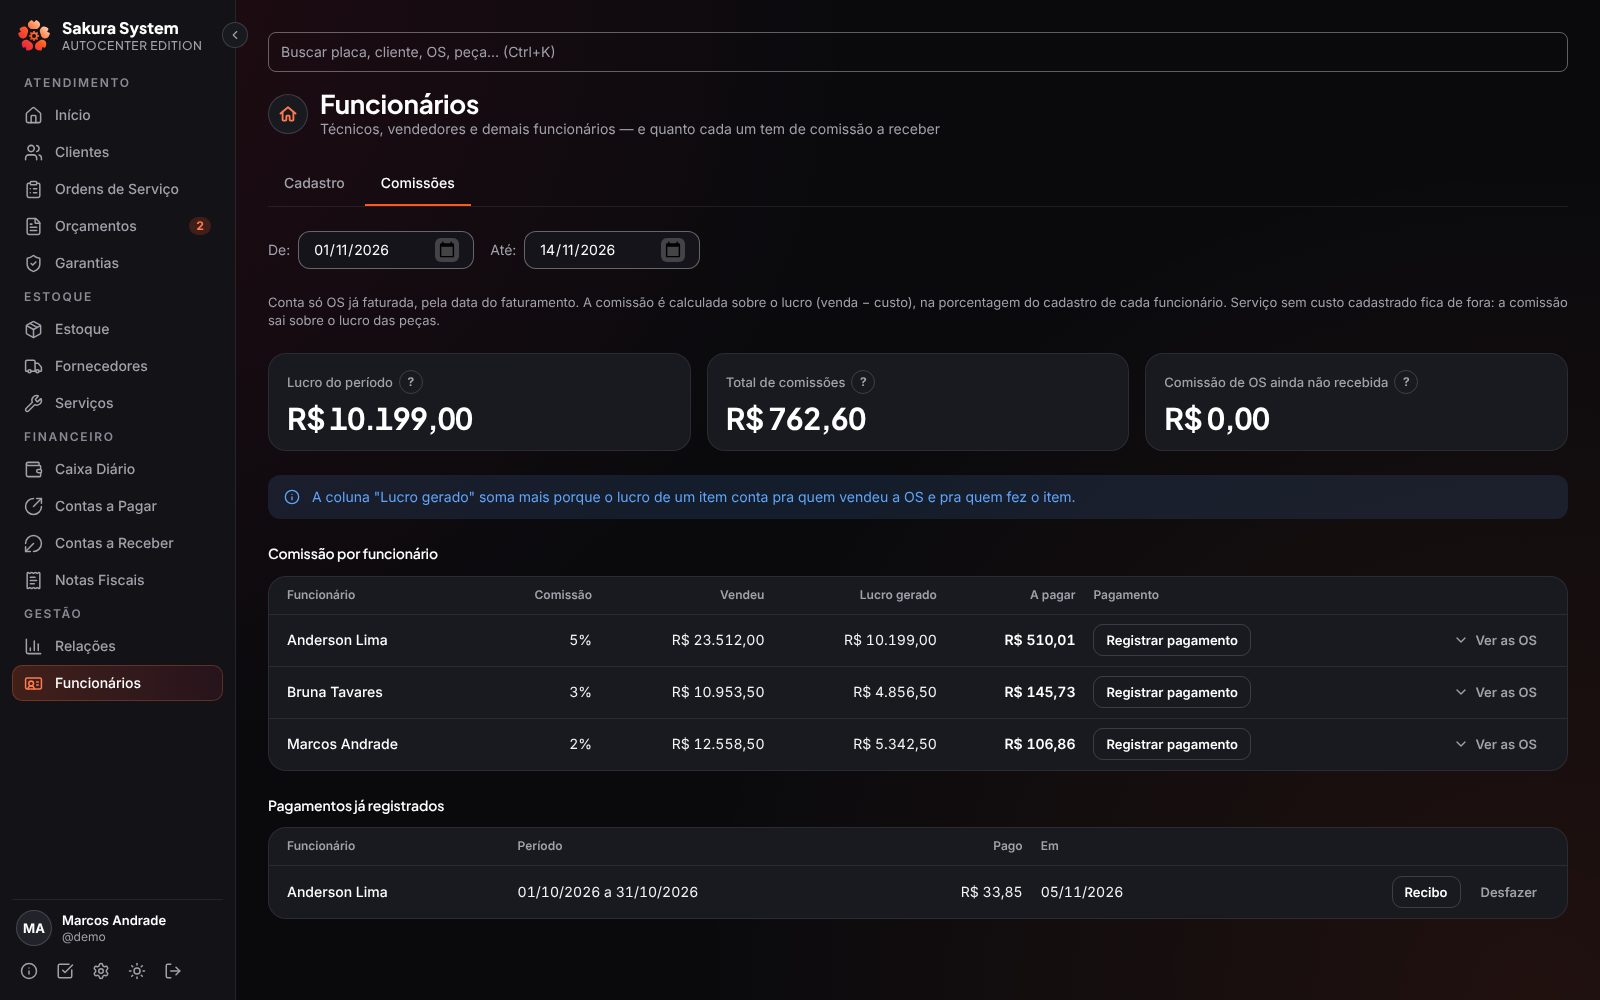 Sakura System
AUTOCENTER EDITION
ATENDIMENTO
Início
Clientes
Ordens de Serviço
Orçamentos 2
Garantias
ESTOQUE
Estoque
Fornecedores
Serviços
FINANCEIRO
Caixa Diário
Contas a Pagar
Contas a Receber
Notas Fiscais
GESTÃO
Relações
Funcionários
MA
Marcos Andrade
@demo
Buscar placa, cliente, OS, peça... (Ctrl+K)
Funcionários
Técnicos, vendedores e demais funcionários — e quanto cada um tem de comissão a receber
Cadastro Comissões
De: 01/11/2026 Até: 14/11/2026
Conta só OS já faturada, pela data do faturamento. A comissão é calculada sobre o lucro (venda − custo), na porcentagem do cadastro de cada funcionário. Serviço sem custo cadastrado fica de fora: a comissão
sai sobre o lucro das peças.
Lucro do período ?
R$ 10.199,00
Total de comissões ?
R$ 762,60
Comissão de OS ainda não recebida ?
R$ 0,00
A coluna "Lucro gerado" soma mais porque o lucro de um item conta pra quem vendeu a OS e pra quem fez o item.
Comissão por funcionário
Funcionário Comissão Vendeu Lucro gerado A pagar Pagamento
Anderson Lima 5% R$ 23.512,00 R$ 10.199,00 R$ 510,01 Registrar pagamento Ver as OS
Bruna Tavares 3% R$ 10.953,50 R$ 4.856,50 R$ 145,73 Registrar pagamento Ver as OS
Marcos Andrade 2% R$ 12.558,50 R$ 5.342,50 R$ 106,86 Registrar pagamento Ver as OS
Pagamentos já registrados
Funcionário Período Pago Em
Anderson Lima 01/10/2026 a 31/10/2026 R$ 33,85 05/11/2026 Recibo Desfazer